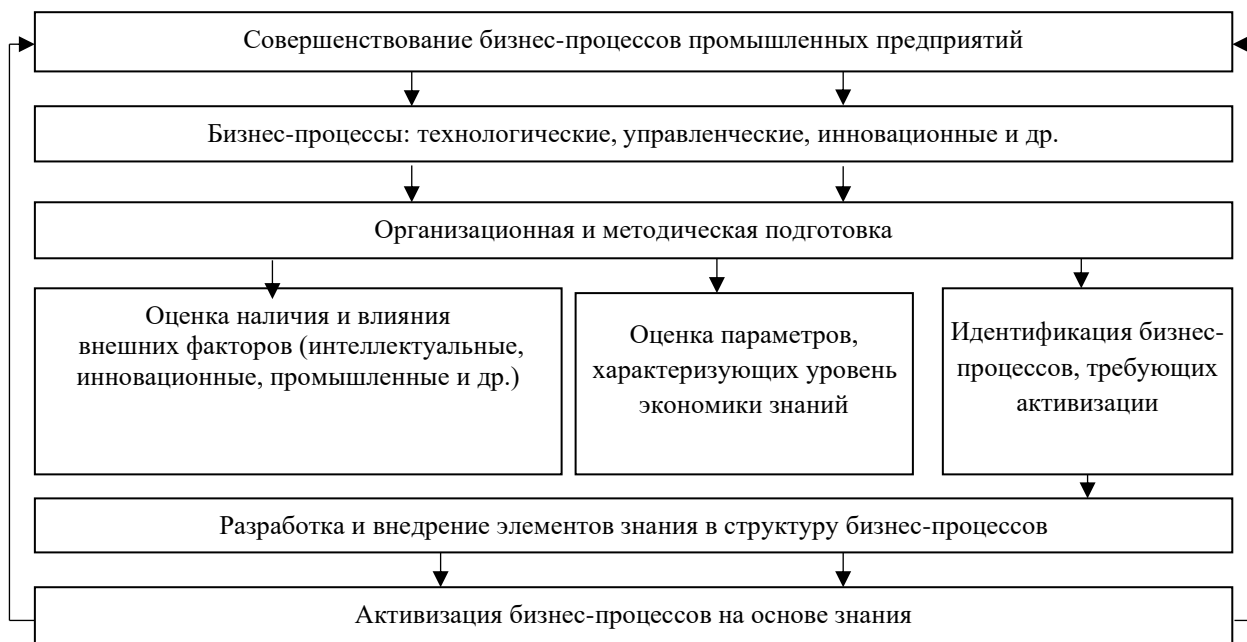 Совершенствование бизнес-процессов промышленных предприятий
Бизнес-процессы: технологические, управленческие, инновационные и др.
Организационная и методическая подготовка
Оценка наличия и влияния
внешних факторов (интеллектуальные,
инновационные, промышленные и др.)
Оценка параметров,
характеризующих уровень
экономики знаний
Идентификация бизнес-
процессов, требующих
активизации
Разработка и внедрение элементов знания в структуру бизнес-процессов
Активизация бизнес-процессов на основе знания